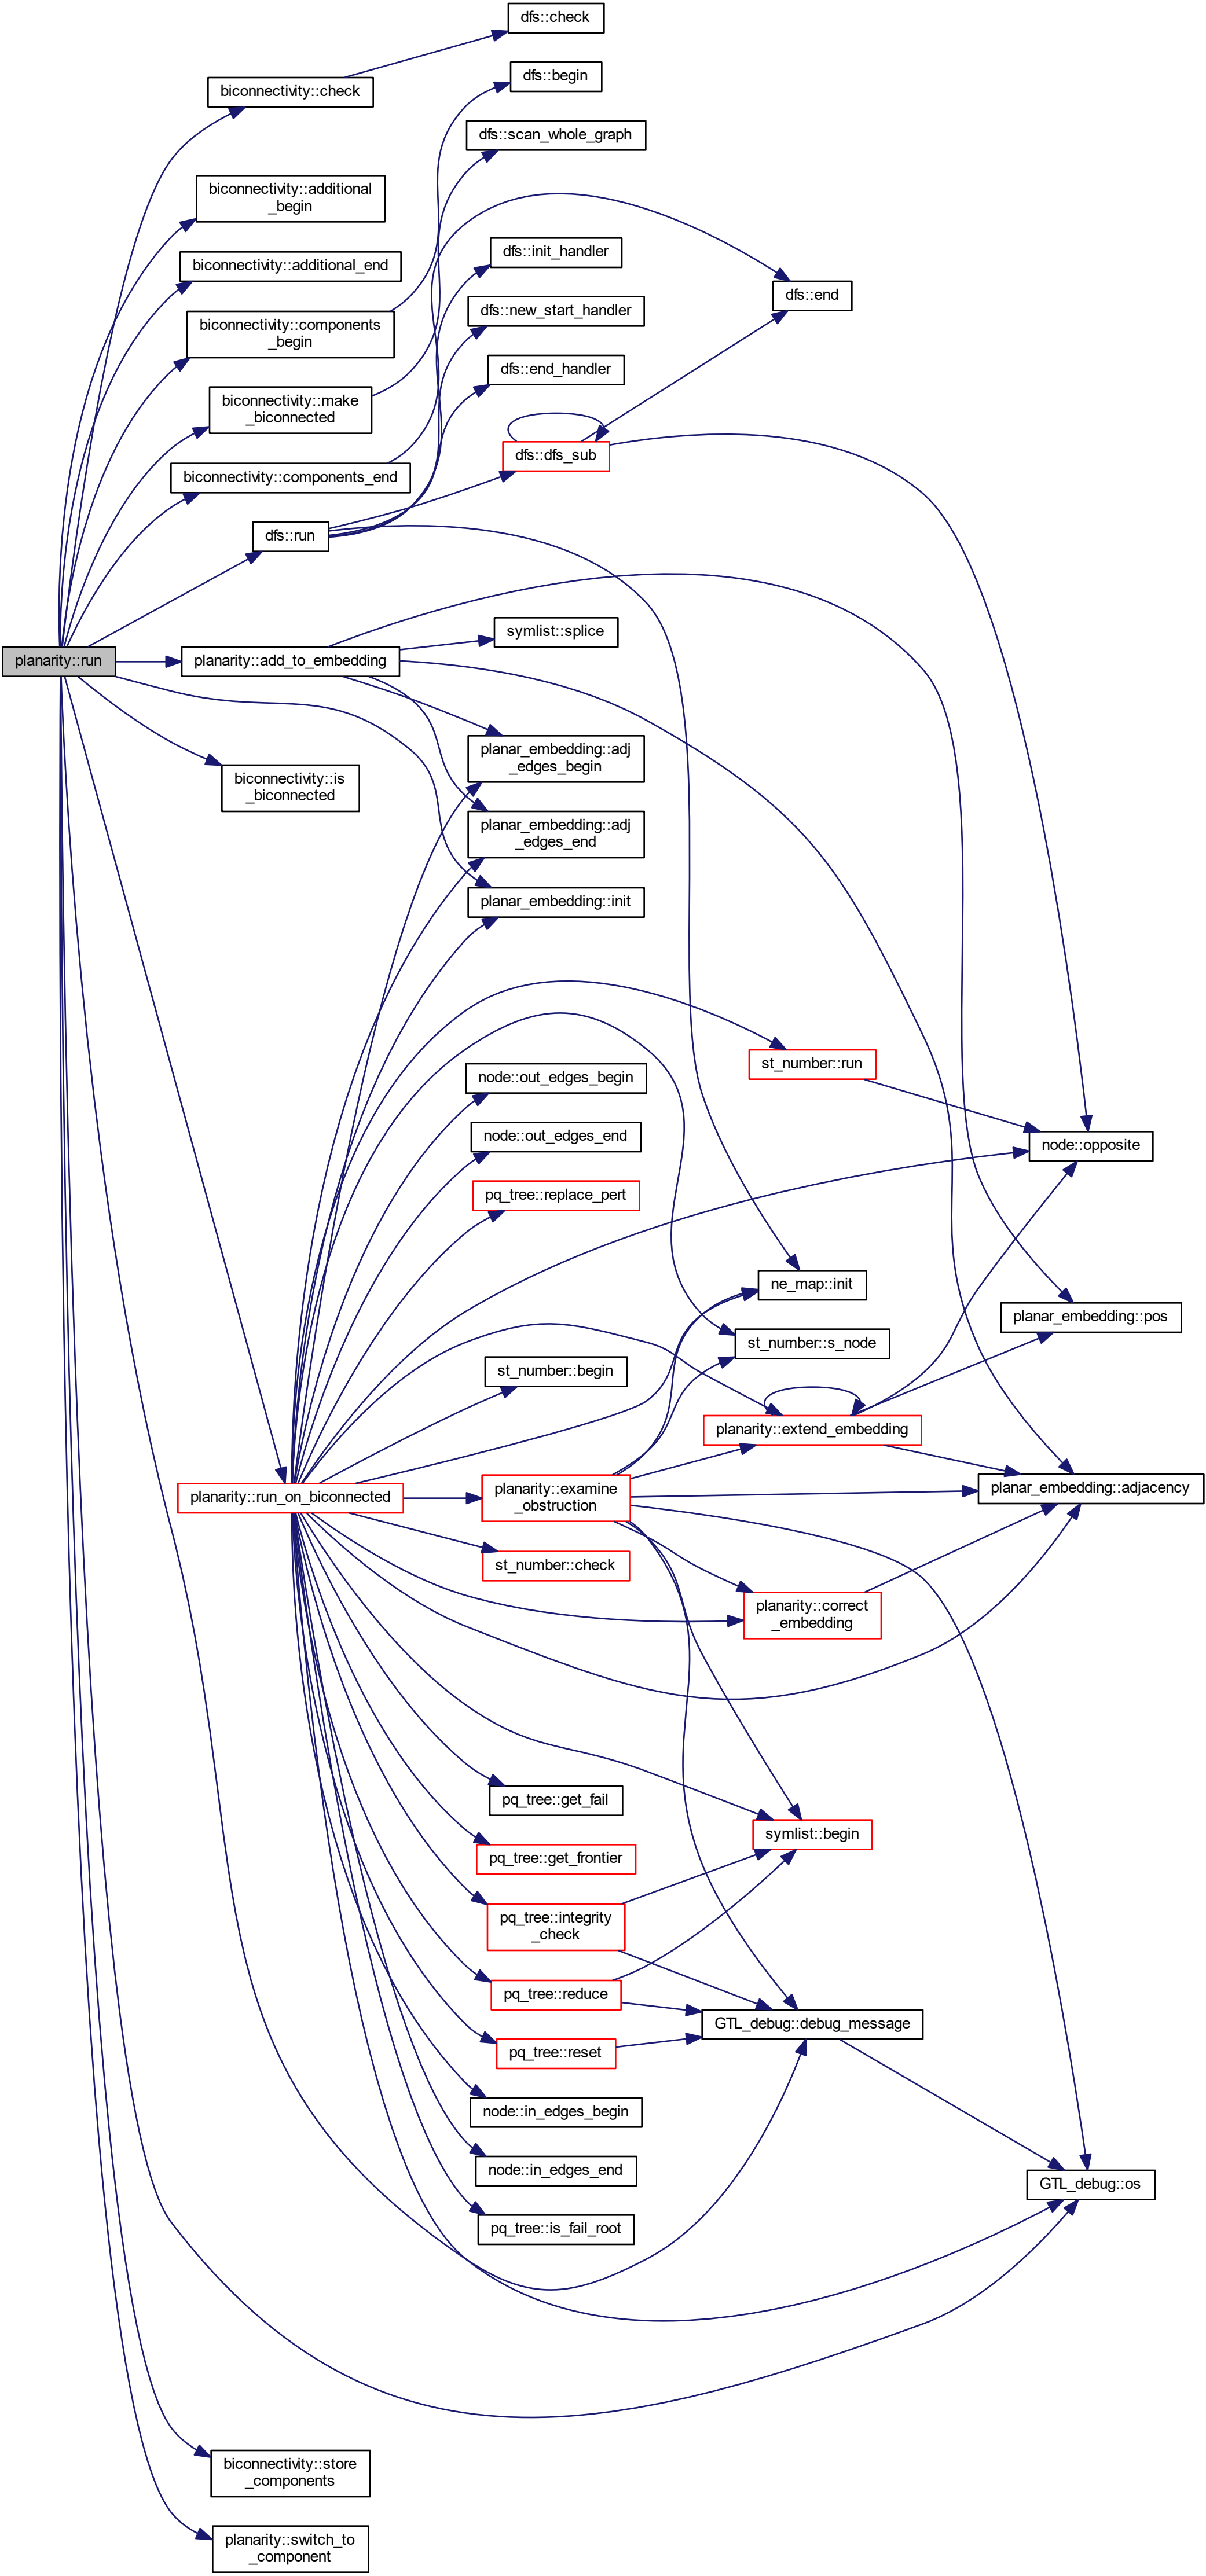 dfs::check
dfs::begin
biconnectivity::check
dfs::scan_whole_graph
biconnectivity::additional
_begin
dfs::init_handler
biconnectivity::additional_end
dfs::end
dfs::new_start_handler
biconnectivity::components
_begin
dfs::end_handler
biconnectivity::make
_biconnected
dfs::dfs_sub
biconnectivity::components_end
dfs::run
symlist::splice
planarity::run
planarity::add_to_embedding
planar_embedding::adj
_edges_begin
biconnectivity::is
_biconnected
planar_embedding::adj
_edges_end
planar_embedding::init
st_number::run
node::out_edges_begin
node::out_edges_end
node::opposite
pq_tree::replace_pert
ne_map::init
planar_embedding::pos
st_number::s_node
st_number::begin
planarity::extend_embedding
planar_embedding::adjacency
planarity::run_on_biconnected
planarity::examine
_obstruction
st_number::check
planarity::correct
_embedding
pq_tree::get_fail
symlist::begin
pq_tree::get_frontier
pq_tree::integrity
_check
pq_tree::reduce
GTL_debug::debug_message
pq_tree::reset
node::in_edges_begin
node::in_edges_end
GTL_debug::os
pq_tree::is_fail_root
biconnectivity::store
_components
planarity::switch_to
_component